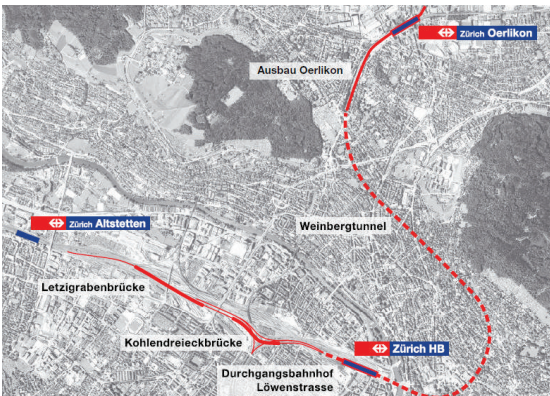 Zürich Oerlikon
Ausbau Oerlikon
Zürich Altstetten
Weinbergtunnel
Letzigrabenbrücke
Kohlendreieckbrücke
Zürich HB
Durchgangsbahnhof
Löwenstrasse